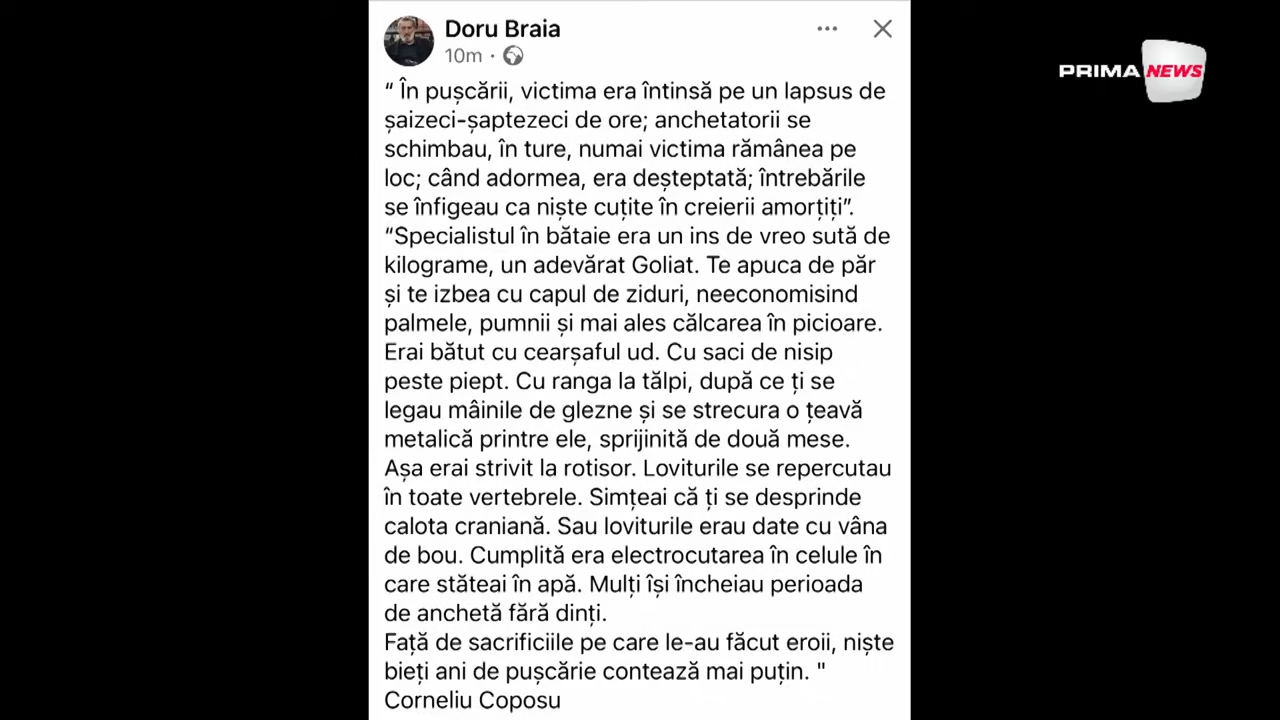 Doru Braia
10m ·
PRIMA NEWS
“ În pușcării, victima era întinsă pe un lapsus de
șaizeci-șaptezeci de ore; anchetatorii se
schimbau, în ture, numai victima rămânea pe
loc; când adormea, era deșteptată; întrebările
se înfigeau ca niște cuțite în creierii amorțiți”.
“Specialistul în bătaie era un ins de vreo sută de
kilograme, un adevărat Goliat. Te apuca de păr
și te izbea cu capul de ziduri, neeconomisind
palmele, pumnii și mai ales călcarea în picioare.
Erai bătut cu cearșaful ud. Cu saci de nisip
peste piept. Cu ranga la tălpi, după ce ți se
legau mâinile de glezne și se strecura o țeavă
metalică printre ele, sprijinită de două mese.
Așa erai strivit la rotisor. Loviturile se repercutau
în toate vertebrele. Simțeai că ți se desprinde
calota craniană. Sau loviturile erau date cu vâna
de bou. Cumplită era electrocutarea în celule în
care stăteai în apă. Mulți își încheiau perioada
de anchetă fără dinți.
Față de sacrificiile pe care le-au făcut eroii, niște
bieți ani de pușcărie contează mai puțin. "
Corneliu Coposu